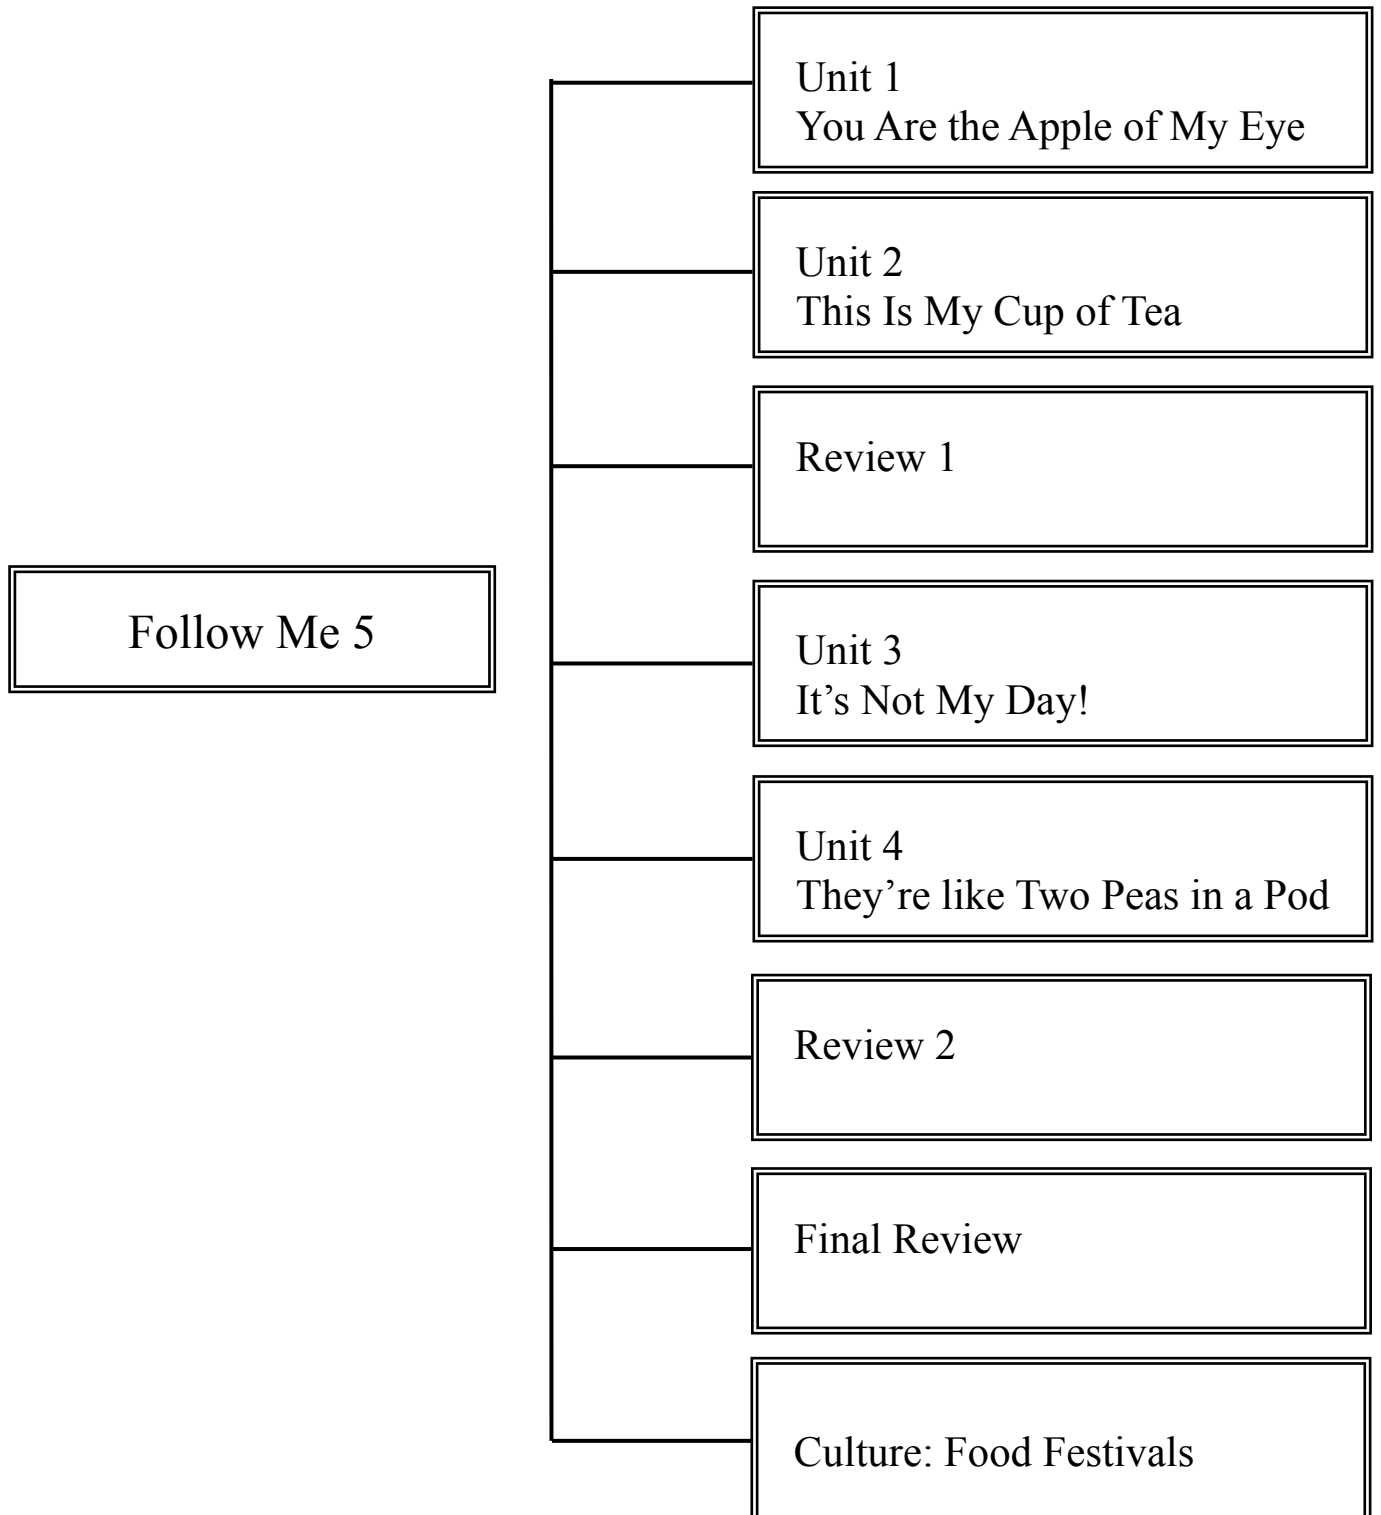 Follow Me 5
Unit 1
You Are the Apple of My Eye
Unit 2
This Is My Cup of Tea
Review 1
Unit 3
It’s Not My Day!
Unit 4
They’re like Two Peas in a Pod
Review 2
Final Review
Culture: Food Festivals